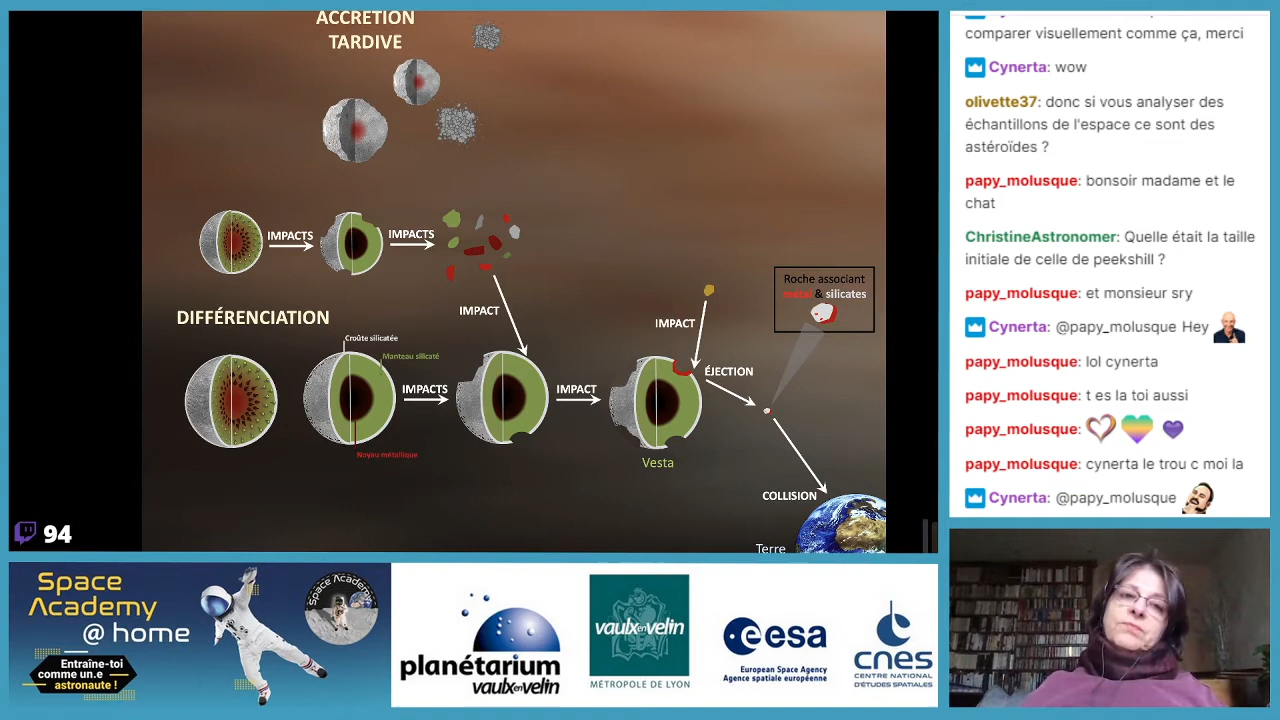 ACCRÉTION
TARDIVE
IMPACTS
IMPACTS
IMPACT
DIFFÉRENCIATION
Croûte silicatée
Manteau silicaté
Noyau métallique
IMPACTS
IMPACT
IMPACT
ÉJECTION
Vesta
Roche associant
métal & silicates
COLLISION
Terre
94
comparer visuellement comme ça, merci
Cynerta: wow
olivette37: donc si vous analyser des
échantillons de l'espace ce sont des
astéroïdes ?
papy_molusque: bonsoir madame et le
chat
ChristineAstronomer: Quelle était la taille
initiale de celle de peekshill ?
papy_molusque: et monsieur sry
Cynerta: @papy_molusque Hey
papy_molusque: lol cynerta
papy_molusque: t es la toi aussi
papy_molusque:
papy_molusque: cynerta le trou c moi la
Cynerta: @papy_molusque
Space
Academy
@ home
Entraîne-toi
comme un.e
astronaute !
Space Academy
planétarium
vaulx en velin
vaulx en velin
MÉTROPOLE DE LYON
esa
European Space Agency
Agence spatiale européenne
cnes
CENTRE NATIONAL
D'ÉTUDES SPATIALES